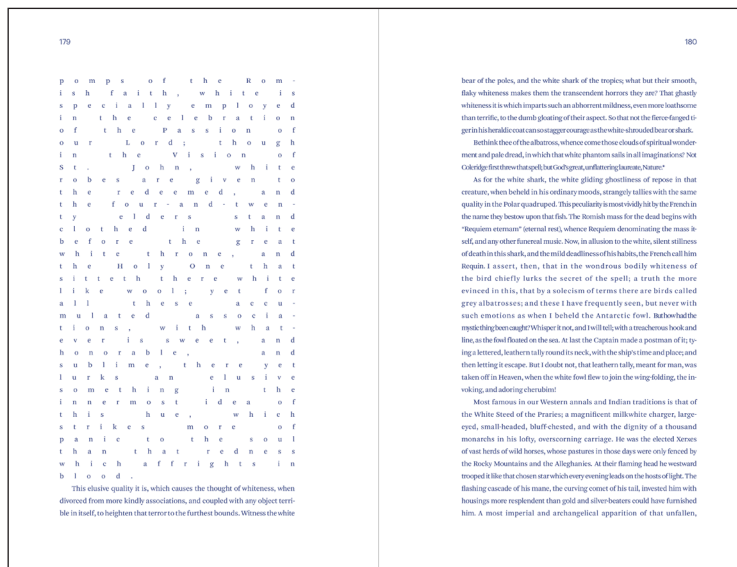 179
pomps of the Rom-
ish faith, white is
specially employed
in the celebration
of the Passion of
our Lord; though
in the Vision of
St. John, white
robes are given to
the redeemed, and
the four-and-twen-
ty elders stand
clothed in white
before the great
white throne, and
the Holy One that
sitteth there white
like wool; yet for
all these accu-
mulated associa-
tions, with what-
ever is sweet, and
honorable, and
sublime, there yet
lurks an elusive
something in the
innermost idea of
this hue, which
strikes more of
panic to the soul
than that redness
which affrights in
blood.
This elusive quality it is, which causes the thought of whiteness, when
divorced from more kindly associations, and coupled with any object terri-
ble in itself, to heighten that terror to the furthest bounds. Witness the white
180
bear of the poles, and the white shark of the tropics; what but their smooth,
flaky whiteness makes them the transcendent horrors they are? That ghastly
whiteness it is which imparts such an abhorrent mildness, even more loathsome
than terrific, to the dumb gloating of their aspect. So that not the fierce-fanged ti-
ger in his heraldic coat can so stagger courage as the white-shrouded bear or shark.
Bethink thee of the albatross, whence come those clouds of spiritual wonder-
ment and pale dread, in which that white phantom sails in all imaginations? Not
Coleridge first threw that spell; but God's great, unflattering laureate, Nature.*
As for the white shark, the white gliding ghostliness of repose in that
creature, when beheld in his ordinary moods, strangely tallies with the same
quality in the Polar quadruped. This peculiarity is most vividly hit by the French in
the name they bestow upon that fish. The Romish mass for the dead begins with
“Requiem eternam” (eternal rest), whence Requiem denominating the mass it-
self, and any other funereal music. Now, in allusion to the white, silent stillness
of death in this shark, and the mild deadliness of his habits, the French call him
Requin. I assert, then, that in the wondrous bodily whiteness of
the bird chiefly lurks the secret of the spell; a truth the more
evinced in this, that by a solecism of terms there are birds called
grey albatrosses; and these I have frequently seen, but never with
such emotions as when I beheld the Antarctic fowl. But how had the
mystic thing been caught? Whisper it not, and I will tell; with a treacherous hook and
line, as the fowl floated on the sea. At last the Captain made a postman of it; ty-
ing a lettered, leathern tally round its neck, with the ship's time and place; and
then letting it escape. But I doubt not, that leathern tally, meant for man, was
taken off in Heaven, when the white fowl flew to join the wing-folding, the in-
voking, and adoring cherubim!
Most famous in our Western annals and Indian traditions is that of
the White Steed of the Praries; a magnificent milkwhite charger, large-
eyed, small-headed, bluff-chested, and with the dignity of a thousand
monarchs in his lofty, overscorning carriage. He was the elected Xerxes
of vast herds of wild horses, whose pastures in those days were only fenced by
the Rocky Mountains and the Alleghanies. At their flaming head he westward
trooped it like that chosen star which every evening leads on the hosts of light. The
flashing cascade of his mane, the curving comet of his tail, invested him with
housings more resplendent than gold and silver-beaters could have furnished
him. A most imperial and archangelical apparition of that unfallen,